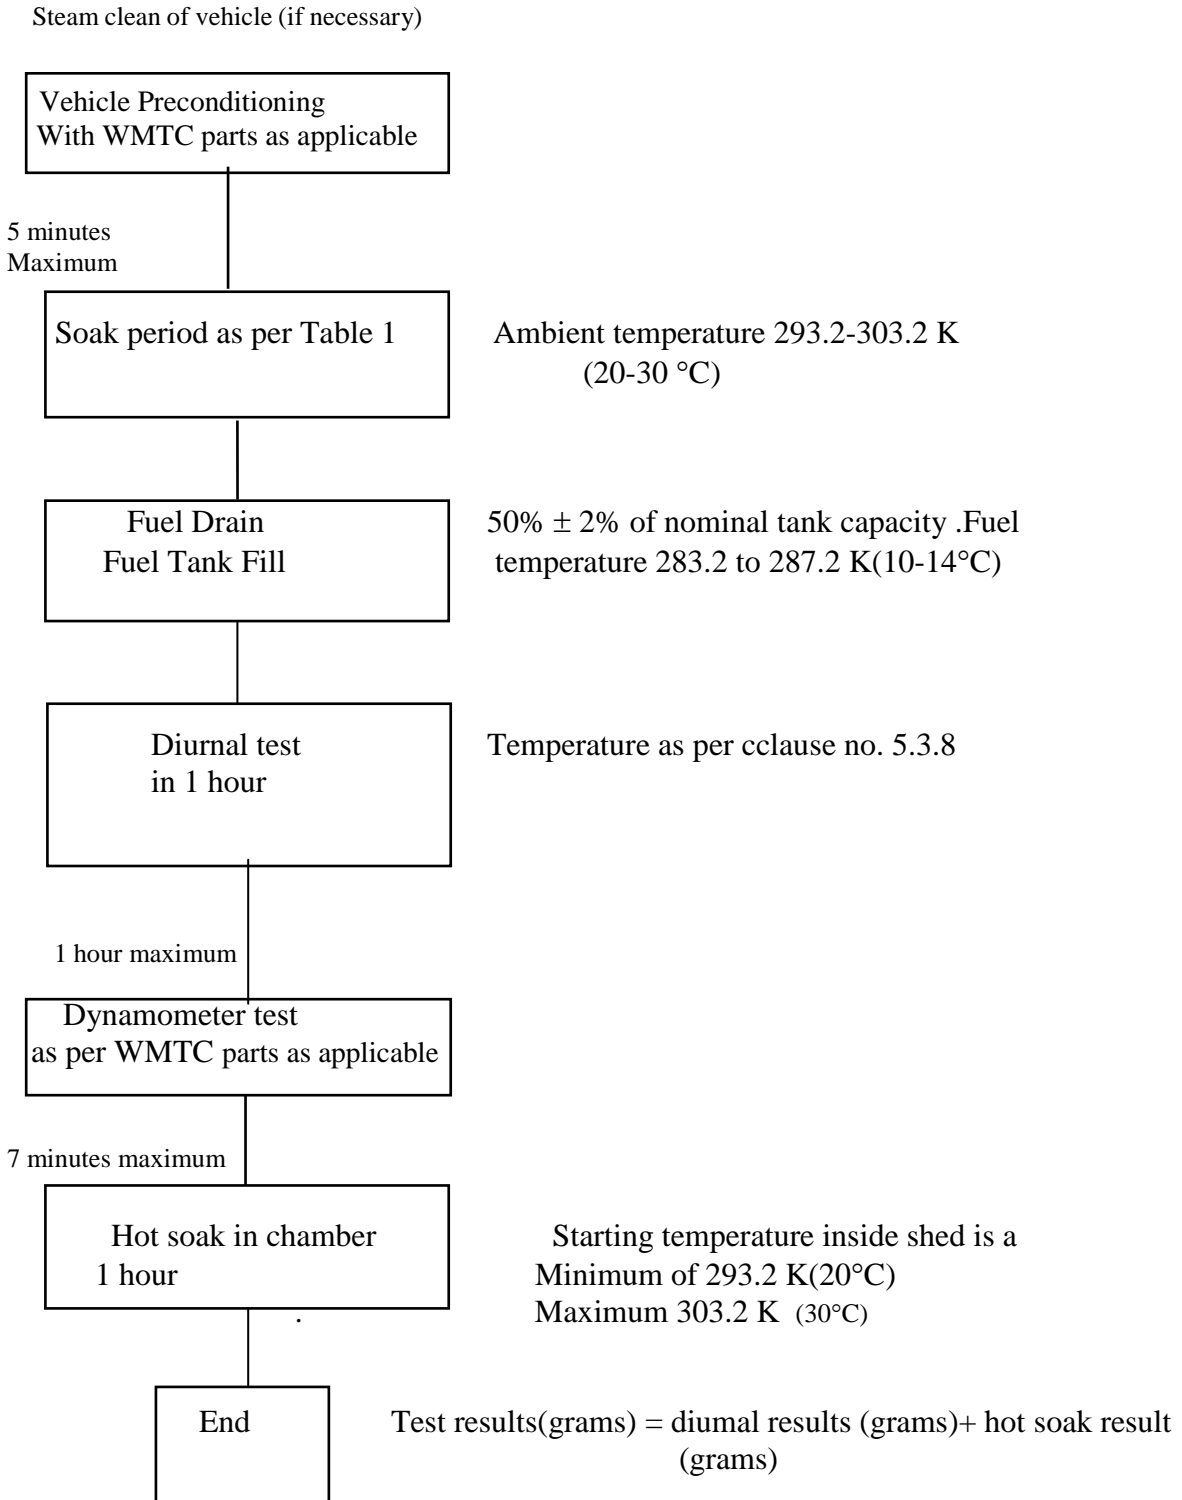 Steam clean of vehicle (if necessary)
Vehicle Preconditioning
With WMTC parts as applicable
5 minutes
Maximum
Soak period as per Table 1
Ambient temperature 293.2-303.2 K
(20-30 °C)
Fuel Drain
Fuel Tank Fill
50% ± 2% of nominal tank capacity .Fuel
temperature 283.2 to 287.2 K(10-14°C)
Diurnal test
in 1 hour
Temperature as per cclause no. 5.3.8
1 hour maximum
Dynamometer test
as per WMTC parts as applicable
7 minutes maximum
Hot soak in chamber
1 hour
.
Starting temperature inside shed is a
Minimum of 293.2 K(20°C)
Maximum 303.2 K (30°C)
End
Test results(grams) = diumal results (grams)+ hot soak result
(grams)